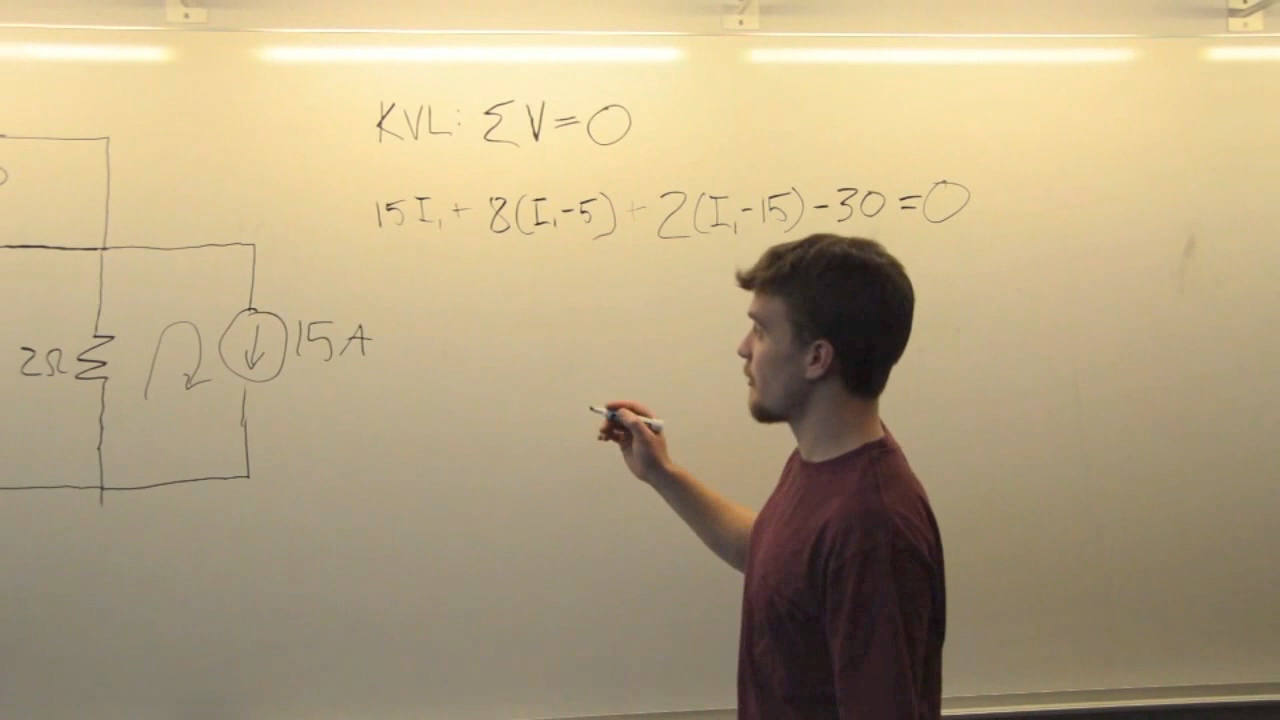 KVL: ΣV=0
15I₁ + 8(I₁-5) + 2(I₁-15) -30 =0
2Ω
15A